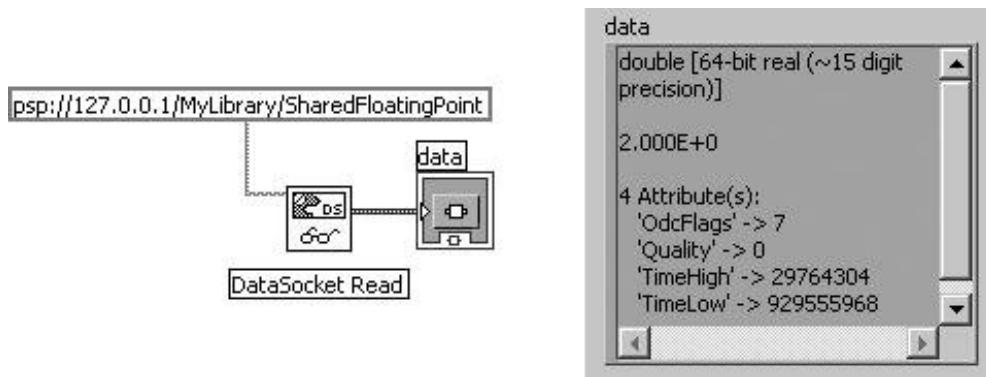 psp://127.0.0.1/MyLibrary/SharedFloatingPoint
data
DS
DataSocket Read
data
double [64-bit real (~15 digit
precision)]
2.000E+0
4 Attribute(s):
'OdcFlags' -> 7
'Quality' -> 0
'TimeHigh' -> 29764304
'TimeLow' -> 929555968